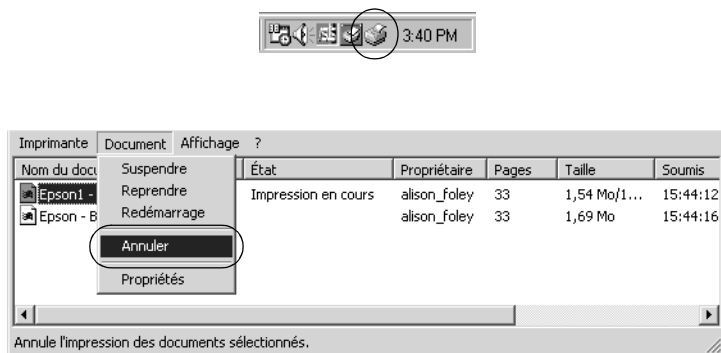 3:40 PM
Imprimante Document Affichage ?
Nom du docu État Propriétaire Pages Taille Soumis
Epson1 - Impression en cours alison_foley 33 1,54 Mo/1... 15:44:12
Epson - B alison_foley 33 1,69 Mo 15:44:16
Suspendre
Reprendre
Redémarrage
Annuler
Propriétés
Annule l'impression des documents sélectionnés.